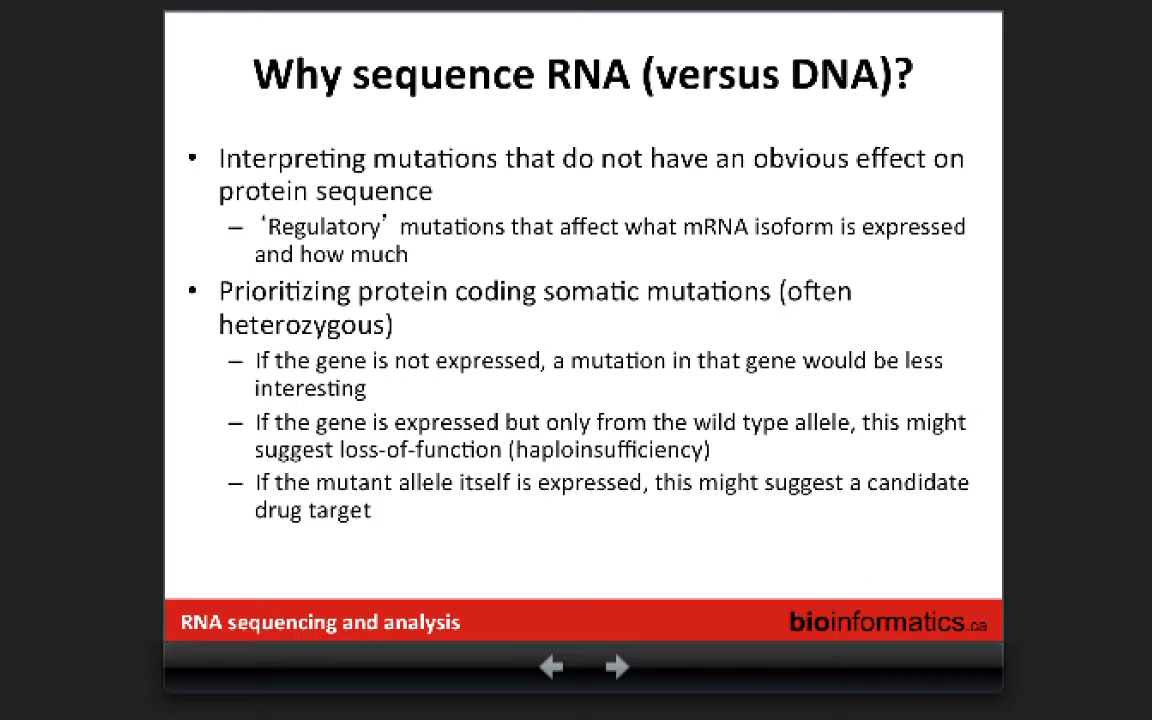 Why sequence RNA (versus DNA)?
• Interpreting mutations that do not have an obvious effect on
protein sequence
– ‘Regulatory’ mutations that affect what mRNA isoform is expressed
and how much
• Prioritizing protein coding somatic mutations (often
heterozygous)
– If the gene is not expressed, a mutation in that gene would be less
interesting
– If the gene is expressed but only from the wild type allele, this might
suggest loss-of-function (haploinsufficiency)
– If the mutant allele itself is expressed, this might suggest a candidate
drug target
RNA sequencing and analysis
bioinformatics.ca